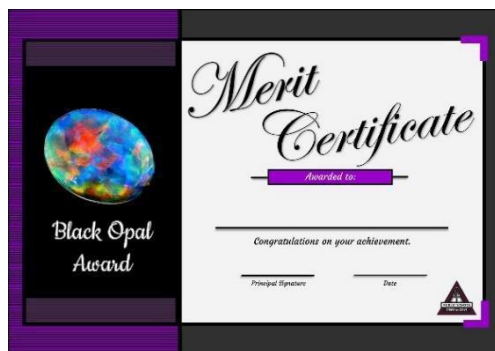 Merit
Certificate
Awarded to:
Black Opal
Award
Congratulations on your achievement.
Principal Signature
Date